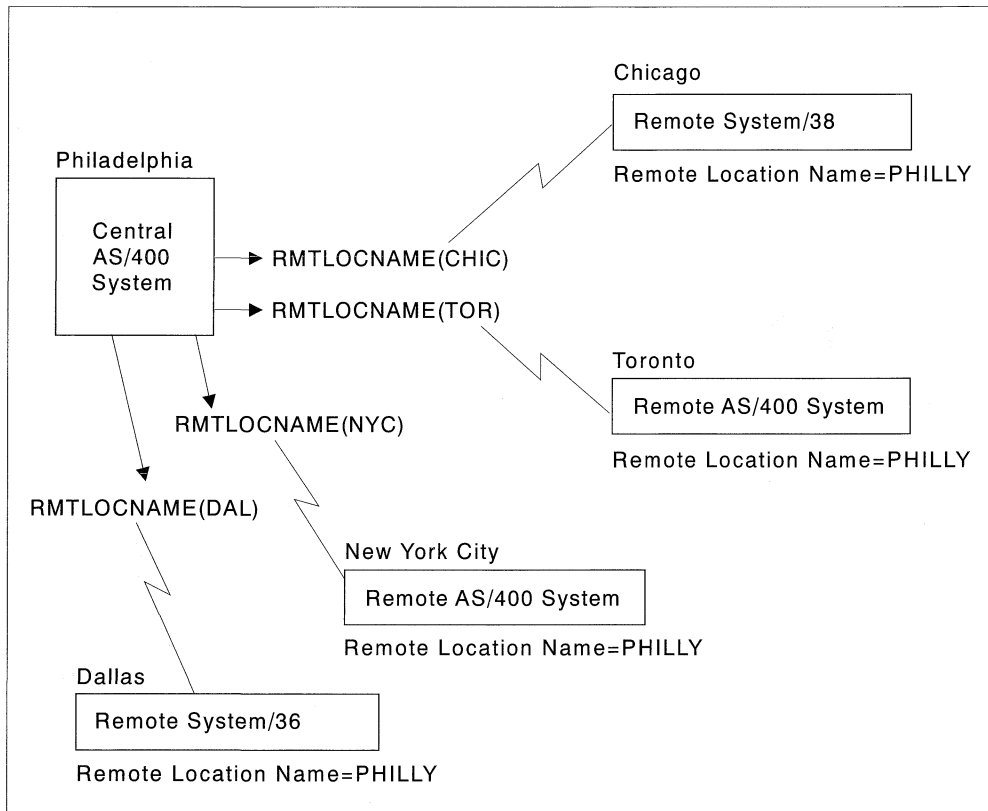 Chicago
Remote System/38
Remote Location Name=PHILLY
Philadelphia
Central
AS/400
System
RMTLOCNAME(CHIC)
RMTLOCNAME(TOR)
Toronto
Remote AS/400 System
Remote Location Name=PHILLY
RMTLOCNAME(NYC)
RMTLOCNAME(DAL)
New York City
Remote AS/400 System
Remote Location Name=PHILLY
Dallas
Remote System/36
Remote Location Name=PHILLY